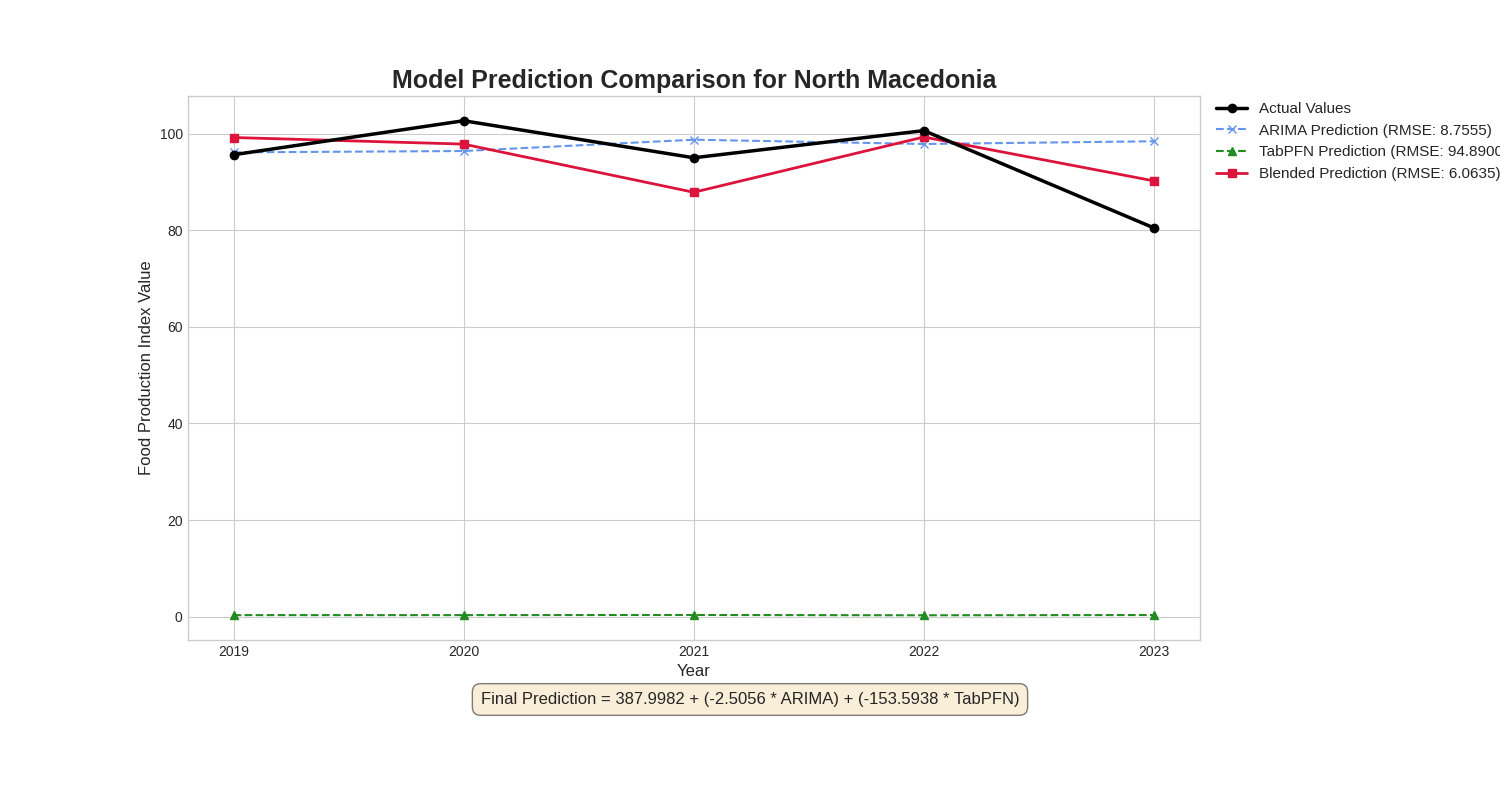 Model Prediction Comparison for North Macedonia
Actual Values
ARIMA Prediction (RMSE: 8.7555)
TabPFN Prediction (RMSE: 94.8900
Blended Prediction (RMSE: 6.0635)
Food Production Index Value
100
80
60
40
20
0
2019 2020 2021 2022 2023
Year
Final Prediction = 387.9982 + (-2.5056 * ARIMA) + (-153.5938 * TabPFN)